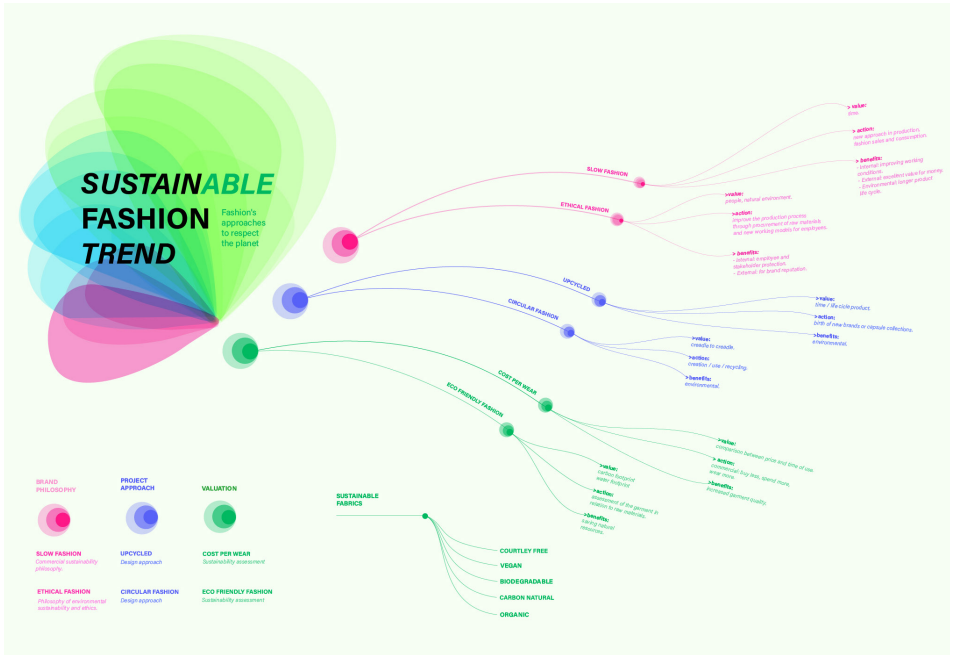 SUSTAINABLE
FASHION
TREND
Fashion's
approaches
to respect
the planet
SLOW FASHION
> value:
time.
> action:
new approach to production,
fashion sales and consumption.
> benefits:
- Internal: improving working
conditions.
- External: excellent value for money.
- Environmental: longer product
life cycle.
ETHICAL FASHION
>value:
people, natural environment.
>action:
improve the production process
through procurement of raw materials
and new working models for employees.
> benefits:
- Internal: employee and
stakeholder protection.
- External: for brand reputation.
UPCYCLED
>value:
time / life cicle product.
>action:
birth of new brands or capsule collections.
>benefits:
environmental.
CIRCULAR FASHION
>value:
creadle to creadle.
>action:
creation / use / recycling.
>benefits:
environmental.
COST PER WEAR
>value:
comparison between price and time of use.
> action:
commercial: buy less, spend more,
wear more.
>benefits:
increased garment quality.
ECO FRIENDLY FASHION
>value:
carbon footprint
water footprint
>action:
assessment of the garment in
relation to raw materials.
>benefits:
saving natural
resources.
BRAND
PHILOSOPHY
SLOW FASHION
Commercial sustainability
philosophy.
ETHICAL FASHION
Philosophy of environmental
sustainability and ethics.
PROJECT
APPROACH
UPCYCLED
Design approach
CIRCULAR FASHION
Design approach
VALUATION
COST PER WEAR
Sustainability assessment
ECO FRIENDLY FASHION
Sustainability assessment
SUSTAINABLE
FABRICS
COURTLEY FREE
VEGAN
BIODEGRADABLE
CARBON NATURAL
ORGANIC